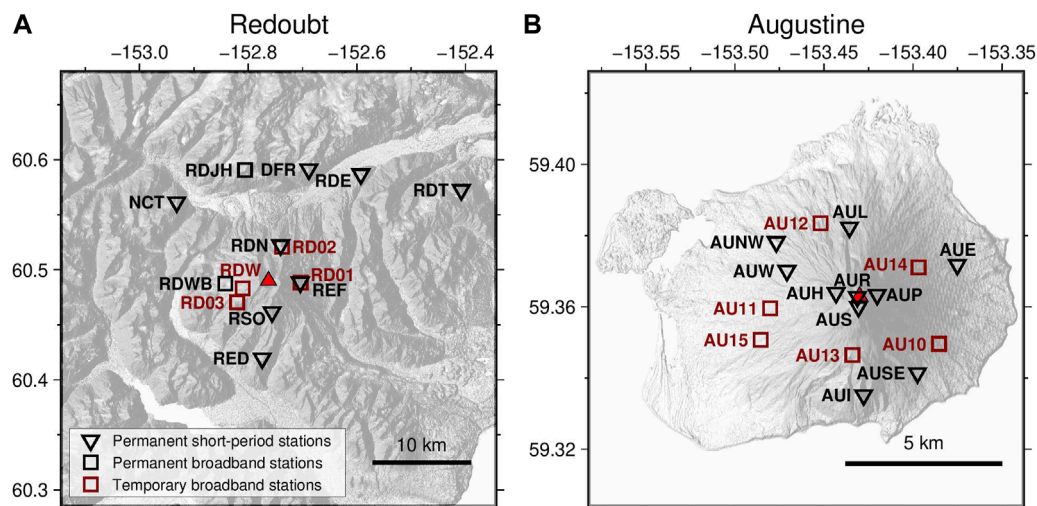 A
Redoubt
−153.0
−152.8
−152.6
−152.4
60.6
60.5
60.4
60.3
RDJH
DFR
RDE
RDT
NCT
RDN
RD02
RDW
RD01
RDWB
REF
RD03
RSO
RED
Permanent short-period stations
Permanent broadband stations
Temporary broadband stations
10 km
B
Augustine
−153.55
−153.50
−153.430
−153.380
−153.35
59.40
59.36
59.32
AU12
AUL
AUNW
AUE
AUW
AU14
AUR
AUH
AUP
AU11
AUS
AU15
AU13
AU10
AUSE
AUI
5 km